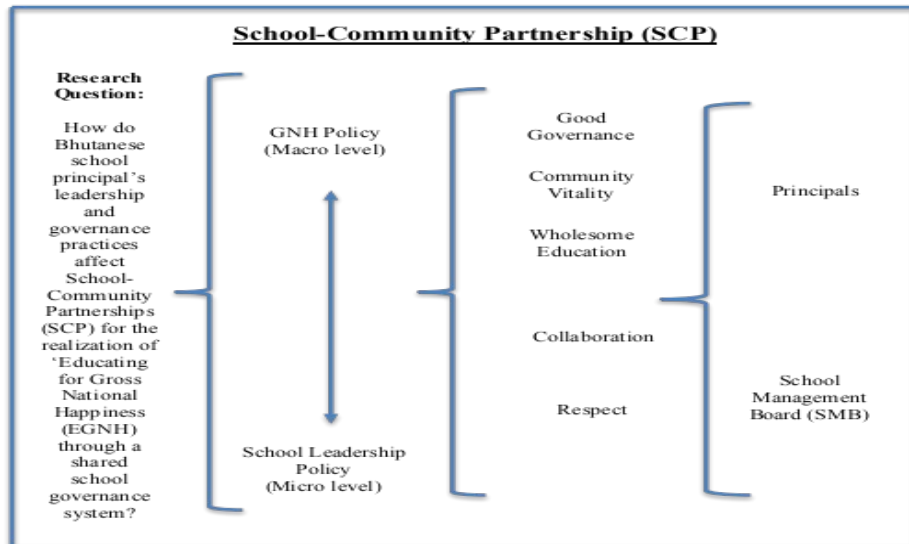 School-Community Partnership (SCP)
Research
Question:
How do
Bhutanese
school
principal's
leadership
and
governance
practices
affect
School-
Community
Partnerships
(SCP) for the
realization of
'Educating
for Gross
National
Happiness
(EGNH)
through a
shared
school
governance
system?
GNH Policy
(Macro level)
School Leadership
Policy
(Micro level)
Good
Governance
Community
Vitality
Wholesome
Education
Collaboration
Respect
Principals
School
Management
Board (SMB)